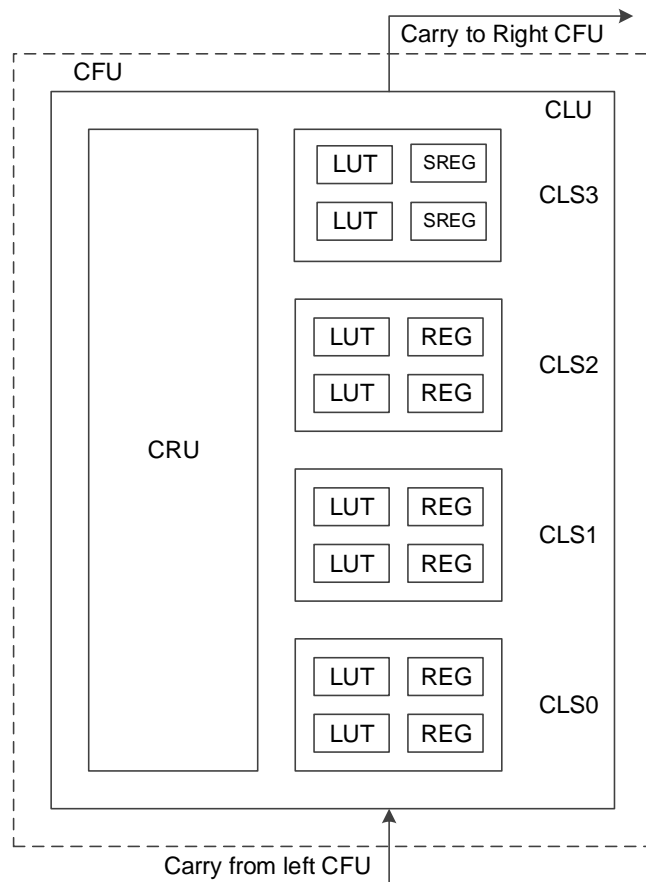 Carry to Right CFU
CFU
CLU
LUT SREG
CLS3
LUT SREG
LUT REG
CLS2
LUT REG
CRU
LUT REG
CLS1
LUT REG
LUT REG
CLS0
LUT REG
Carry from left CFU